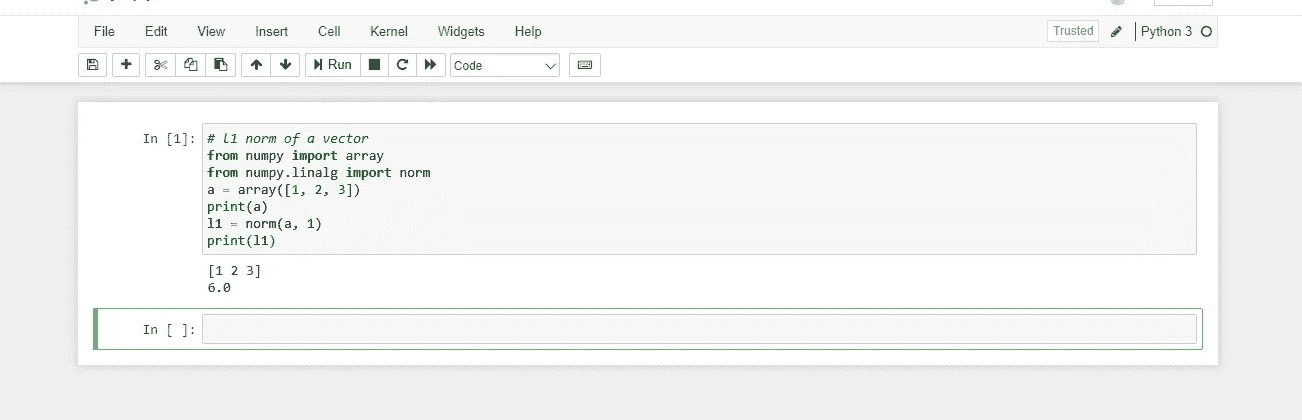 File Edit View Insert Cell Kernel Widgets Help Trusted Python 3
Run Code
In [1]: # l1 norm of a vector
from numpy import array
from numpy.linalg import norm
a = array([1, 2, 3])
print(a)
l1 = norm(a, 1)
print(l1)
[1 2 3]
6.0
In [ ]: